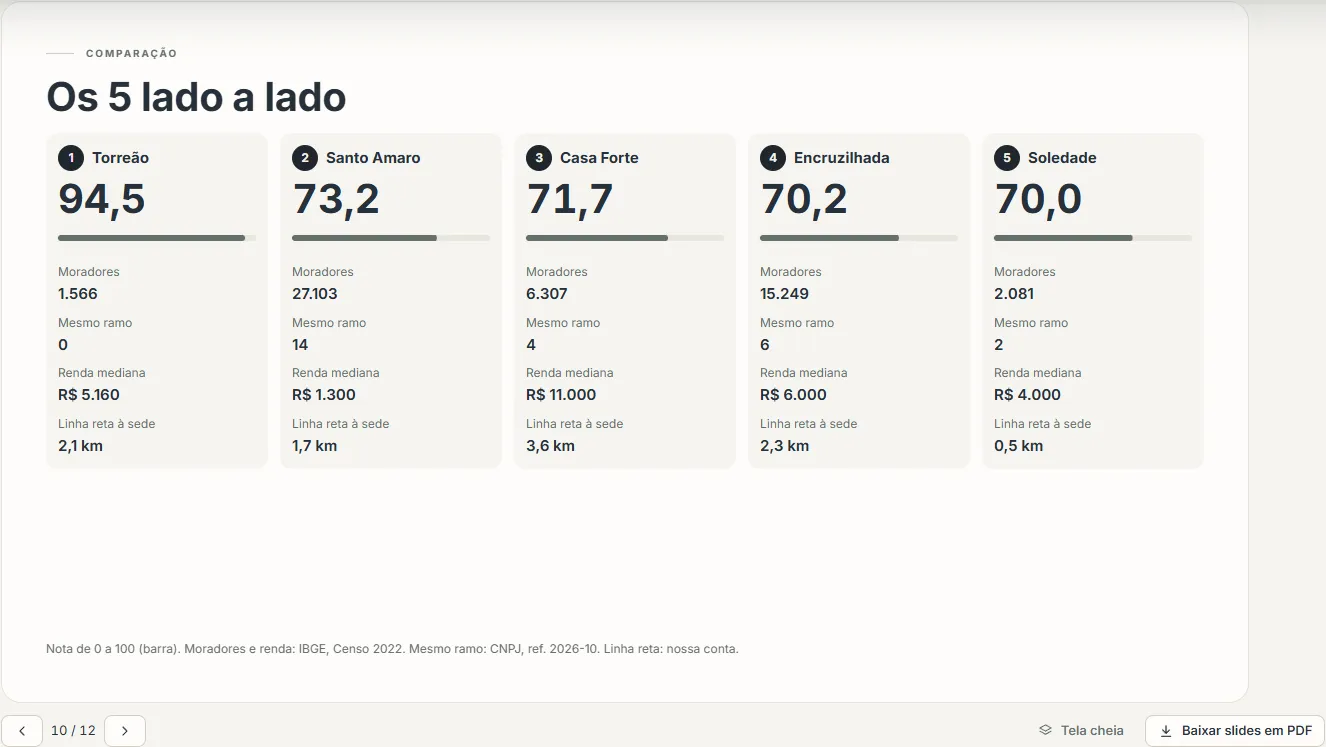 COMPARAÇÃO
Os 5 lado a lado
1 Torreão
94,5
Moradores
1.566
Mesmo ramo
0
Renda mediana
R$ 5.160
Linha reta à sede
2,1 km
2 Santo Amaro
73,2
Moradores
27.103
Mesmo ramo
14
Renda mediana
R$ 1.300
Linha reta à sede
1,7 km
3 Casa Forte
71,7
Moradores
6.307
Mesmo ramo
4
Renda mediana
R$ 11.000
Linha reta à sede
3,6 km
4 Encruzilhada
70,2
Moradores
15.249
Mesmo ramo
6
Renda mediana
R$ 6.000
Linha reta à sede
2,3 km
5 Soledade
70,0
Moradores
2.081
Mesmo ramo
2
Renda mediana
R$ 4.000
Linha reta à sede
0,5 km
Nota de 0 a 100 (barra). Moradores e renda: IBGE, Censo 2022. Mesmo ramo: CNPJ, ref. 2026-10. Linha reta: nossa conta.
10 / 12
Tela cheia
Baixar slides em PDF